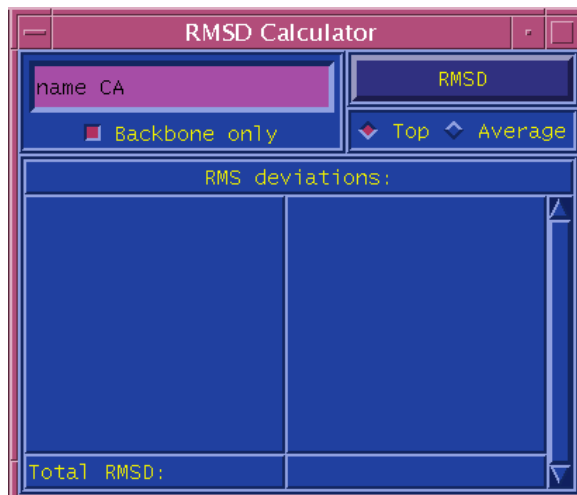 RMSD Calculator
name CA
RMSD
Backbone only
Top Average
RMS deviations:
Total RMSD: